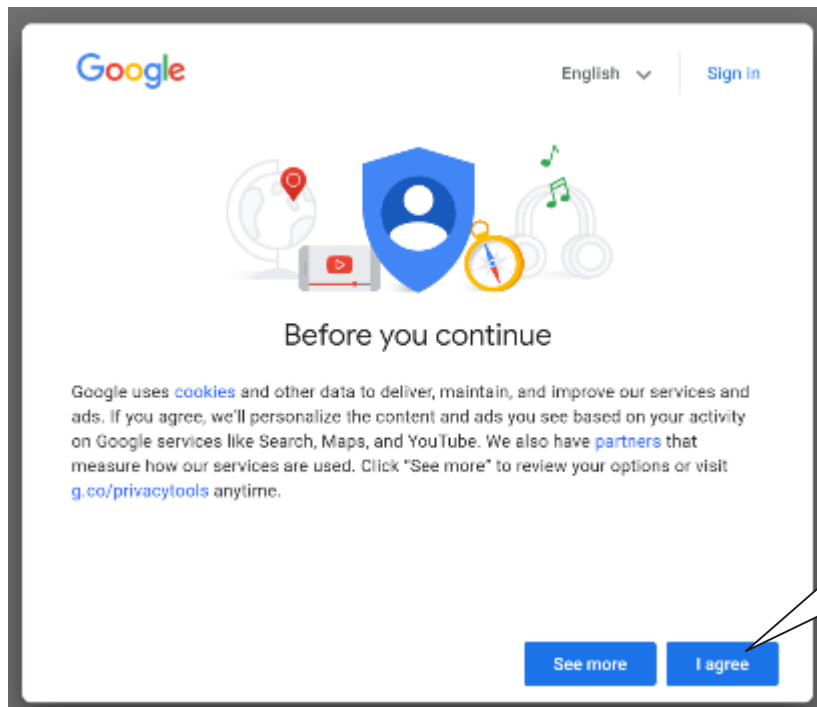 Google
English
Sign in
Before you continue
Google uses cookies and other data to deliver, maintain, and improve our services and
ads. If you agree, we'll personalize the content and ads you see based on your activity
on Google services like Search, Maps, and YouTube. We also have partners that
measure how our services are used. Click "See more" to review your options or visit
g.co/privacytools anytime.
See more
I agree